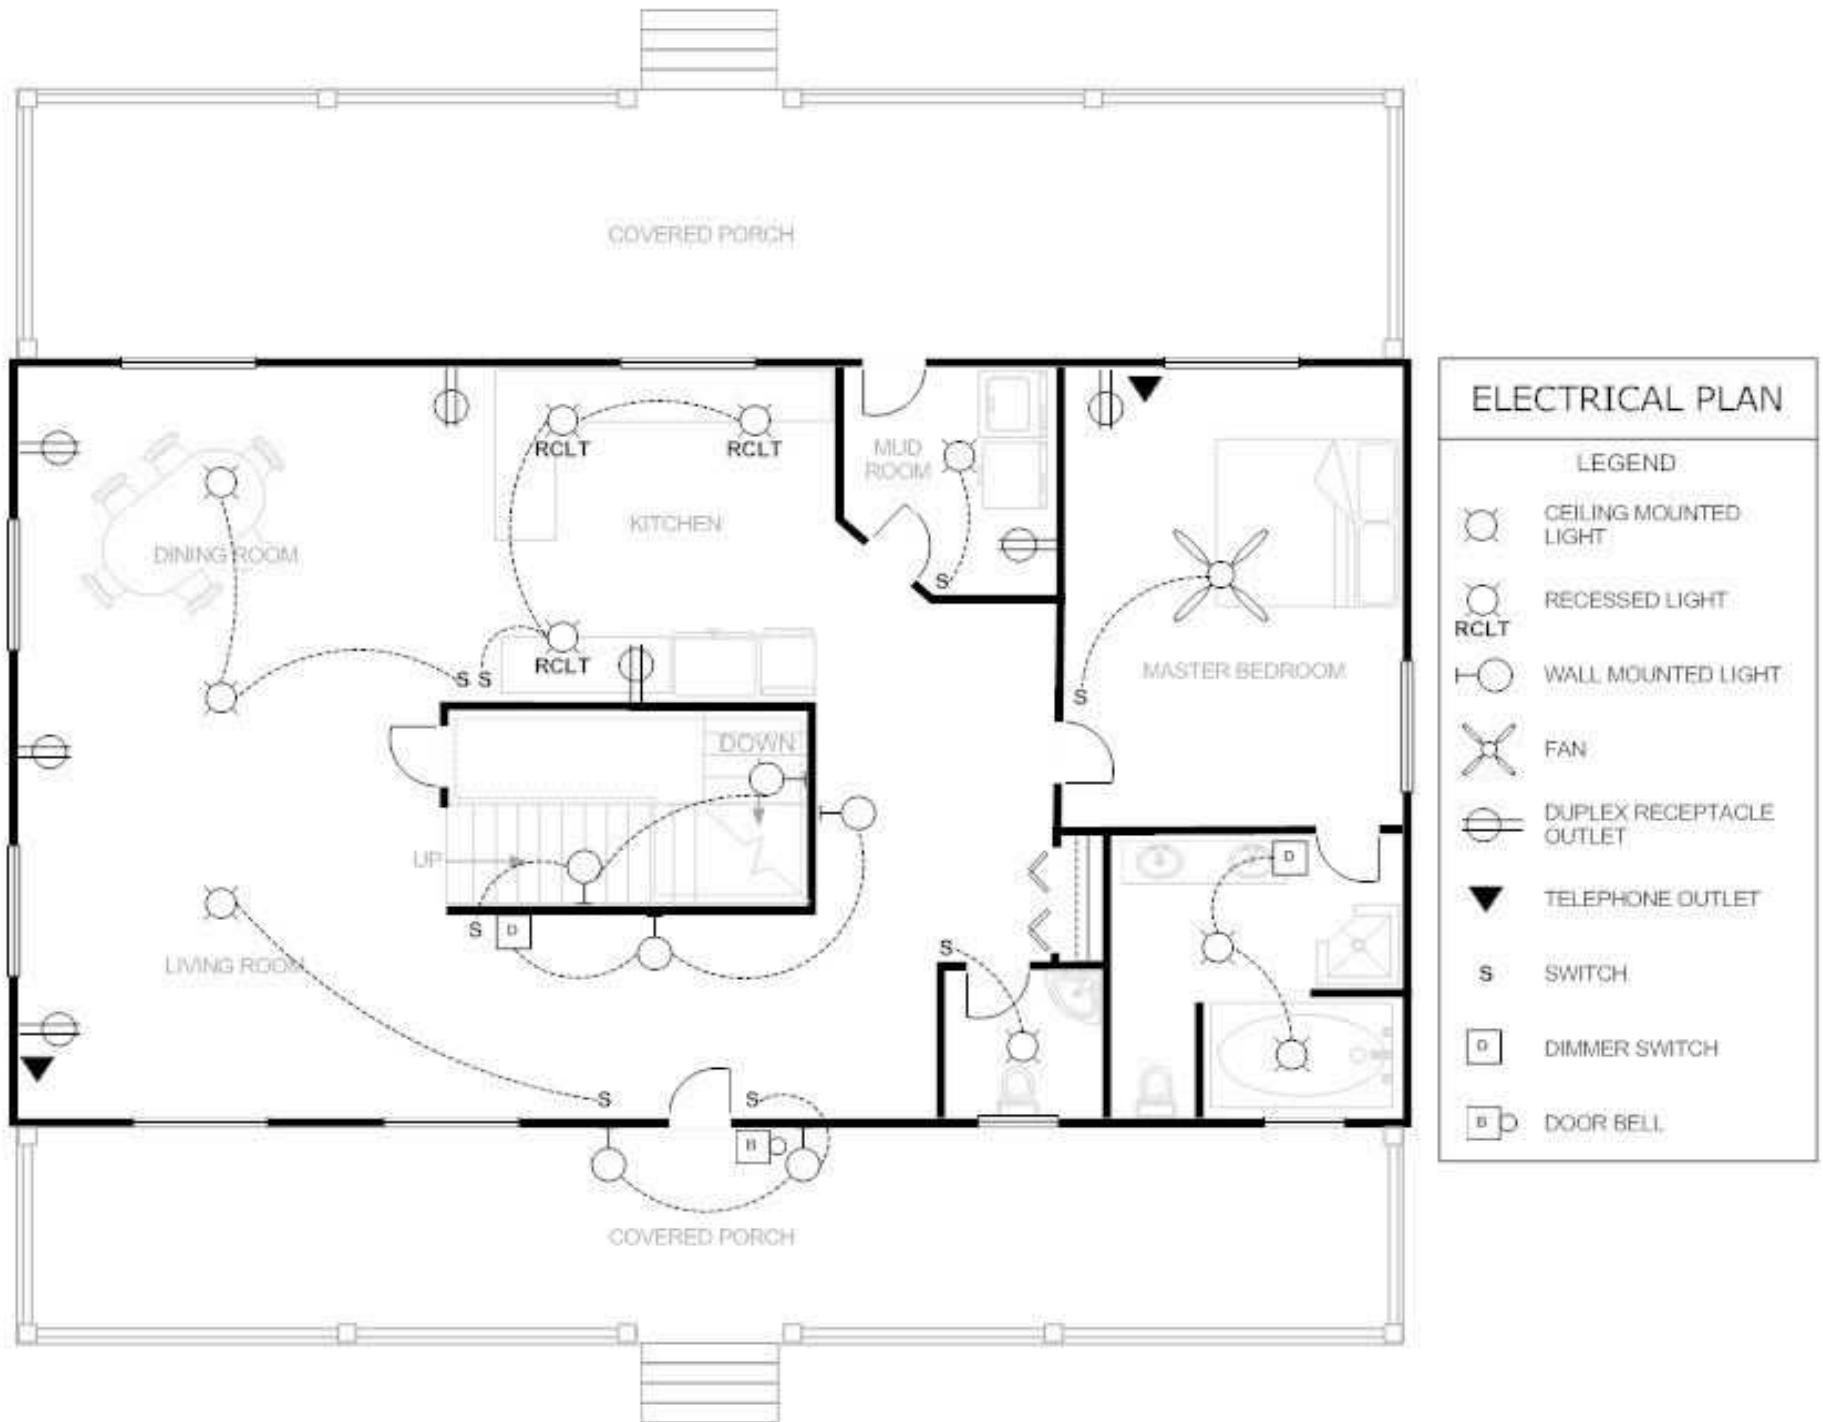 COVERED PORCH
ELECTRICAL PLAN
LEGEND
CEILING MOUNTED
LIGHT
RECESSED LIGHT
RCLT
WALL MOUNTED LIGHT
FAN
DUPLEX RECEPTACLE
OUTLET
TELEPHONE OUTLET
S
SWITCH
D
DIMMER SWITCH
B
DOOR BELL
RCLT
RCLT
MUD
ROOM
KITCHEN
DINING ROOM
S
RCLT
S S
MASTER BEDROOM
S
DOWN
UP
D
S
D
S
LIVING ROOM
S
S
B
COVERED PORCH